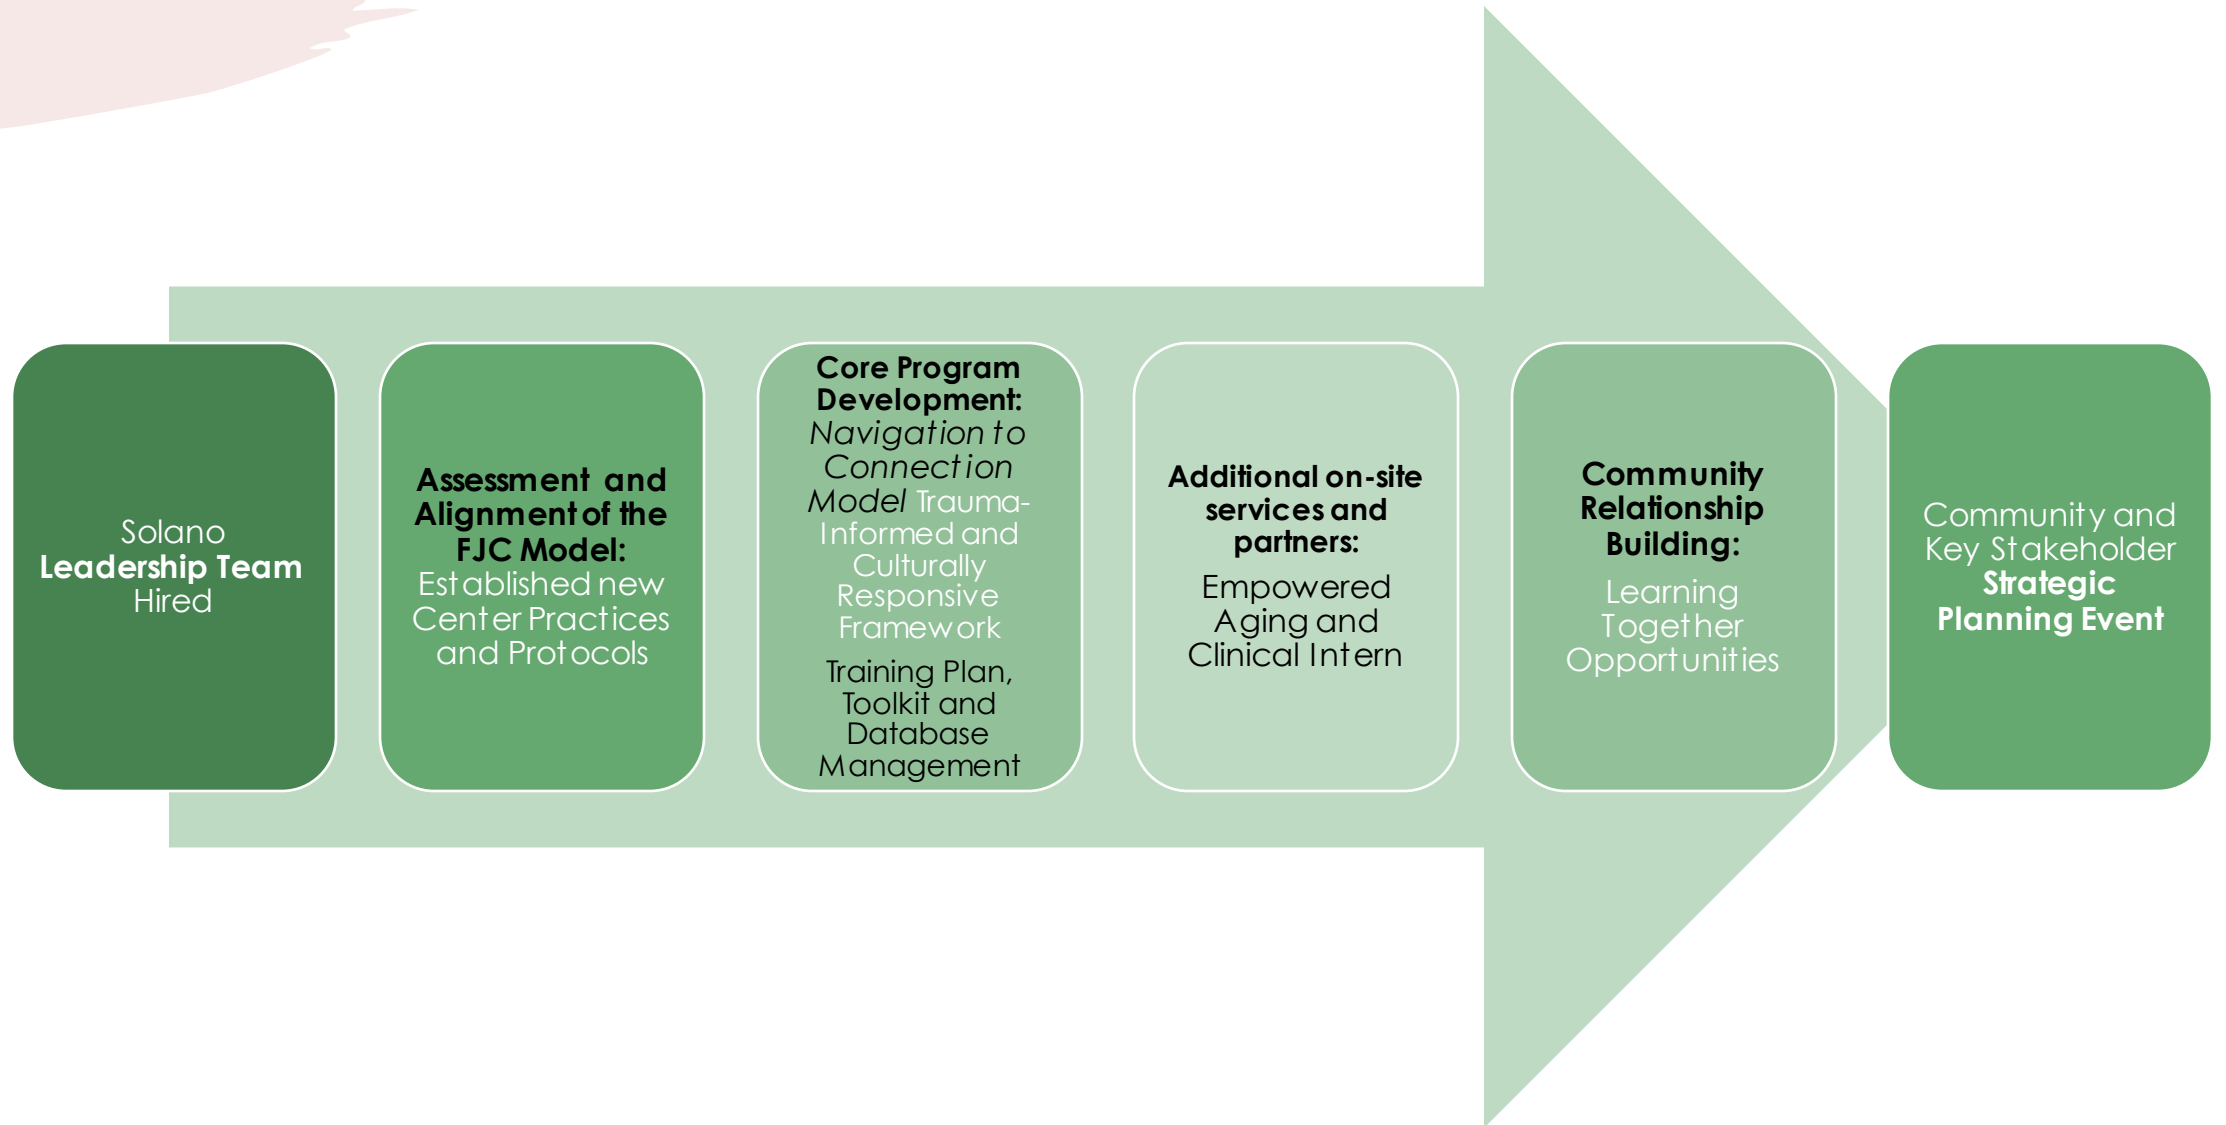 Solano
Leadership Team
Hired
Assessment and
Alignment of the
FJC Model:
Established new
Center Practices
and Protocols
Core Program
Development:
Navigation to
Connection
Model Trauma-
Informed and
Culturally
Responsive
Framework
Training Plan,
Toolkit and
Database
Management
Additional on-site
services and
partners:
Empowered
Aging and
Clinical Intern
Community
Relationship
Building:
Learning
Together
Opportunities
Community and
Key Stakeholder
Strategic
Planning Event